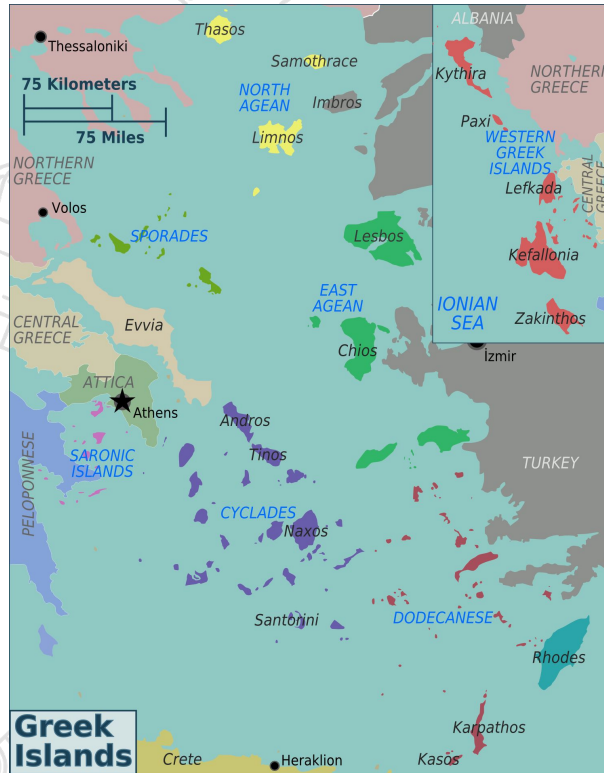 Thasos
Thessaloniki
Samothrace
75 Kilometers
75 Miles
NORTH
AGEAN
Imbros
Limnos
NORTHERN
GREECE
Volos
SPORADES
Lesbos
EAST
AGEAN
CENTRAL
GREECE
Evvia
Chios
ATTICA
Athens
Andros
SARONIC
ISLANDS
Tinos
PELOPONNESE
CYCLADES
Naxos
Santorini
DODECANESE
Rhodes
Karpathos
Kasos
Crete
Heraklion
TURKEY
İzmir
ALBANIA
Kythira
NORTHERN
GREECE
Paxi
WESTERN
GREEK
ISLANDS
CENTRAL
GREECE
Lefkada
Kefallonia
IONIAN
SEA
Zakinthos
Greek
Islands